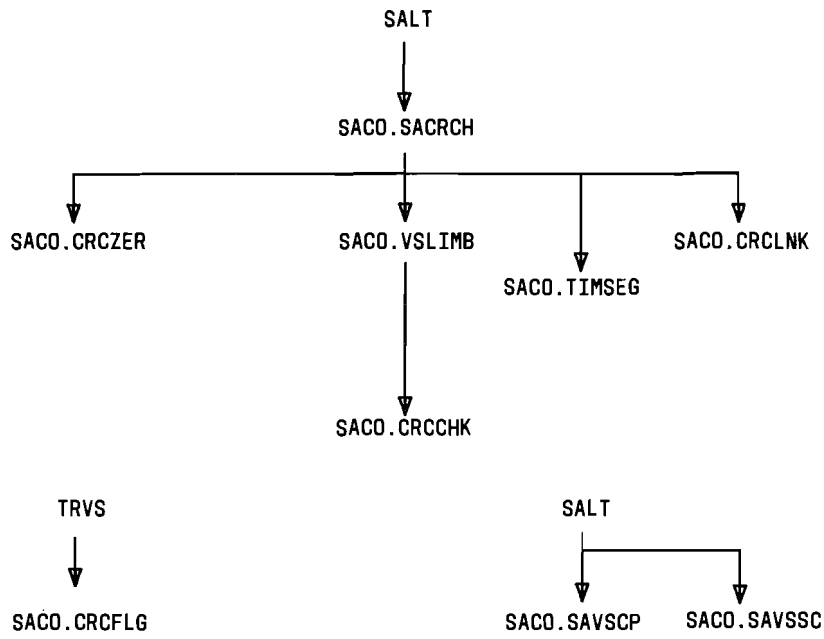 SALT
SACO.SACRCH
SACO.CRCZER
SACO.VSLIMB
SACO.CRCLNK
SACO.TIMSEG
SACO.CRCCHK
TRVS
SALT
SACO.CRCFLG
SACO.SAVSCP
SACO.SAVSSC